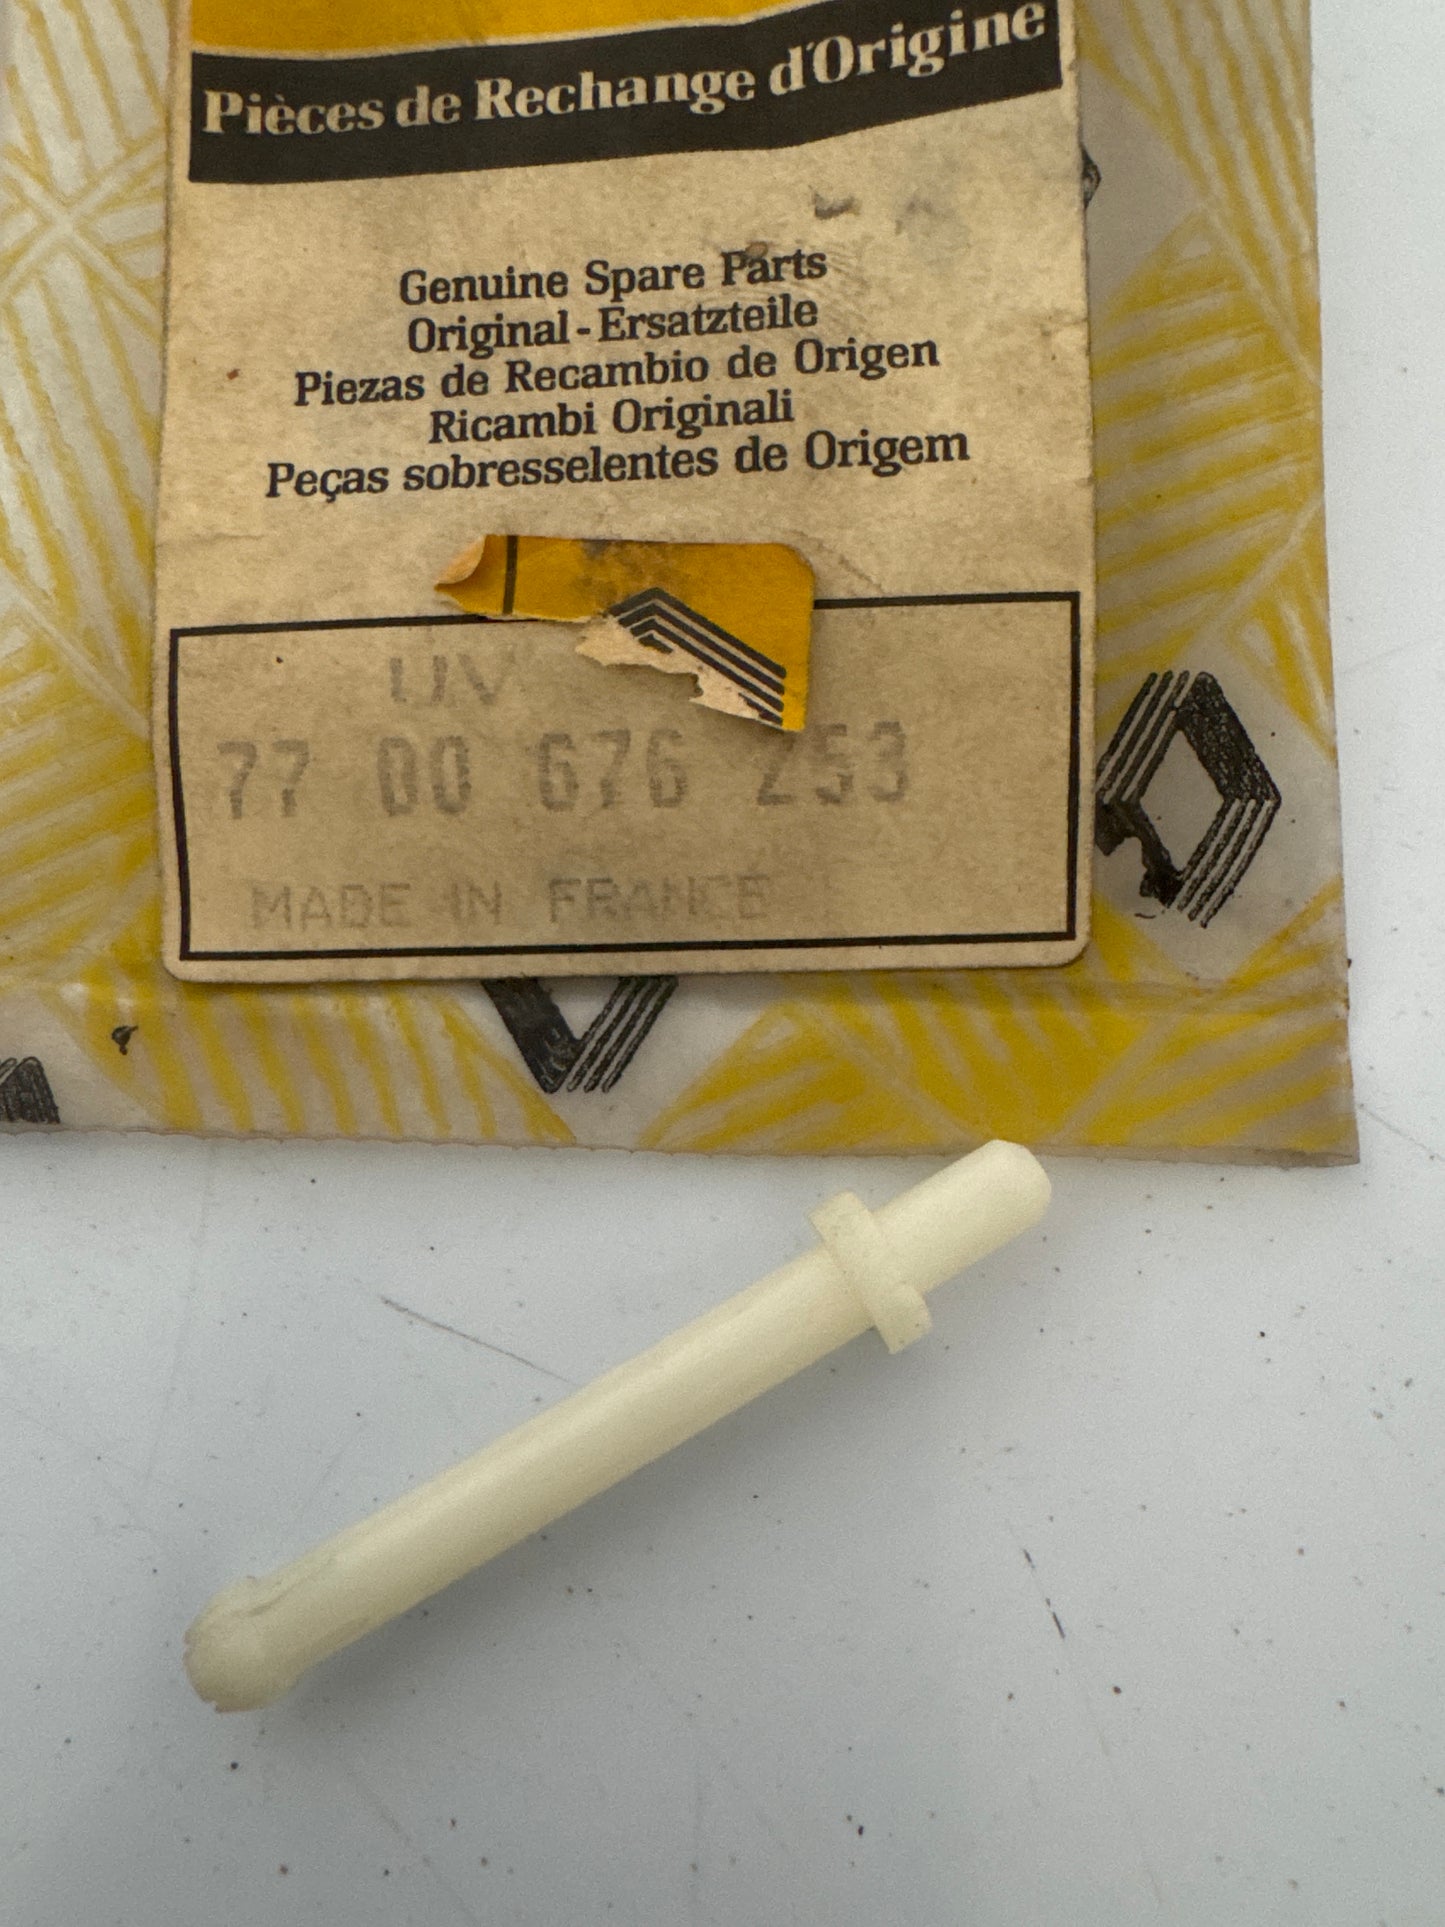 Pièces de Rechange d'Origine
Genuine Spare Parts
Original-Ersatzteile
Piezas de Recambio de Origen
Ricambi Originali
Peças sobresselentes de Origem
UV
77 00 676 253
MADE IN FRANCE